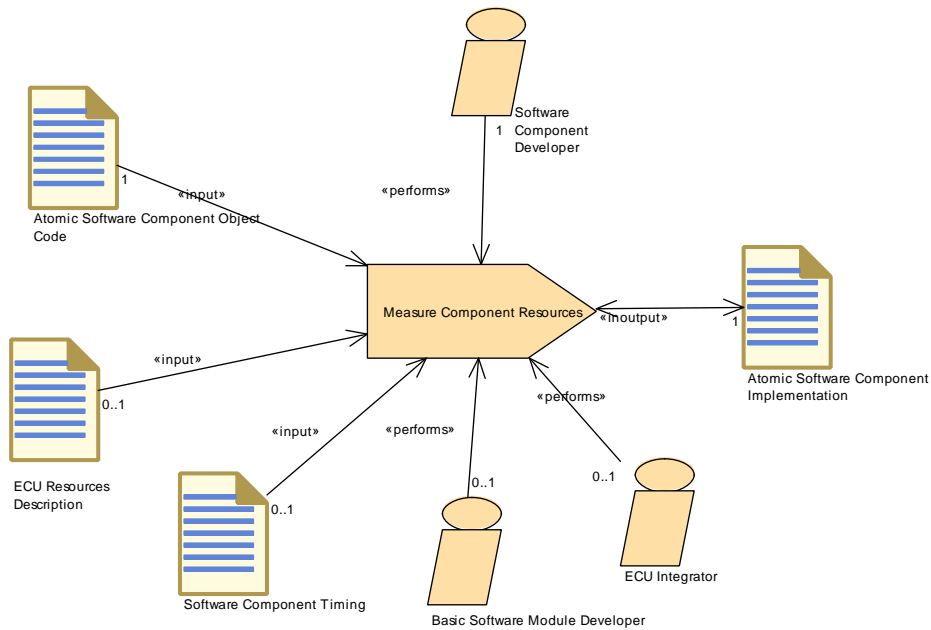 Software
1 Component
Developer
1
«input»
«performs»
Atomic Software Component Object
Code
Measure Component Resources
«inoutput»
1
Atomic Software Component
Implementation
«input»
0..1
«performs»
«input»
«performs»
ECU Resources
Description
0..1
0..1
0..1
Software Component Timing
ECU Integrator
Basic Software Module Developer